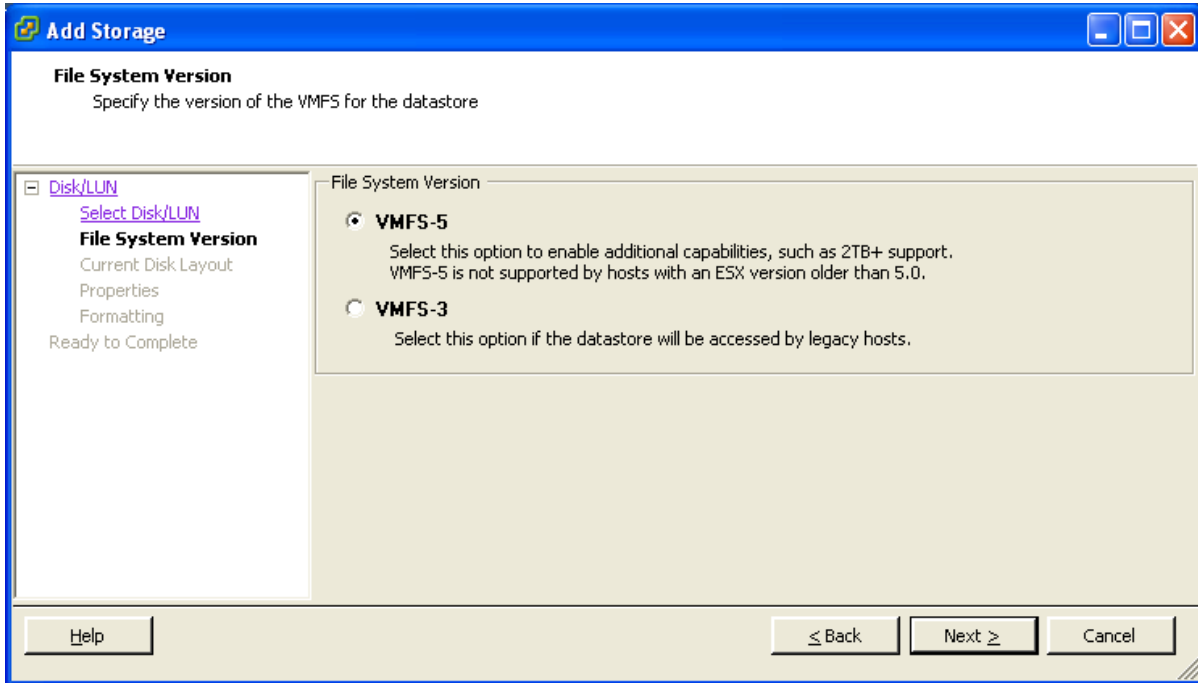 Add Storage
File System Version
Specify the version of the VMFS for the datastore
Disk/LUN
Select Disk/LUN
File System Version
Current Disk Layout
Properties
Formatting
Ready to Complete
File System Version
VMFS-5
Select this option to enable additional capabilities, such as 2TB+ support.
VMFS-5 is not supported by hosts with an ESX version older than 5.0.
VMFS-3
Select this option if the datastore will be accessed by legacy hosts.
Help
< Back
Next >
Cancel